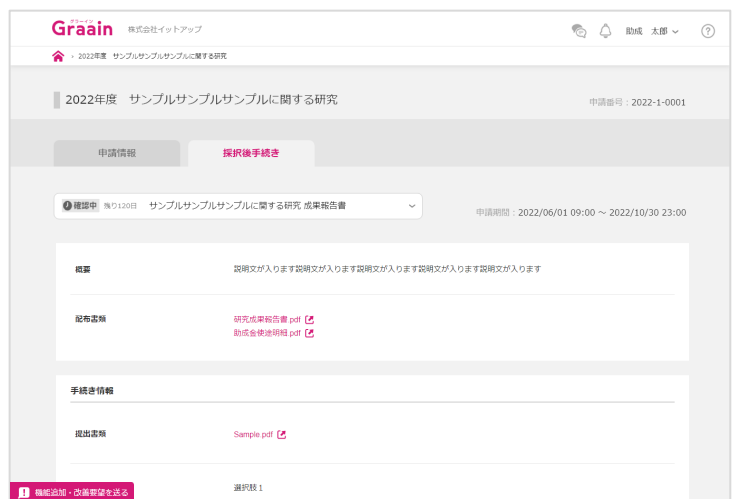 グラーイン
Graain 株式会社イットアップ
助成 太郎
?
› 2022年度 サンプルサンプルサンプルに関する研究
2022年度 サンプルサンプルサンプルに関する研究
申請番号：2022-1-0001
申請情報
採択後手続き
確認中 残り120日 サンプルサンプルサンプルに関する研究 成果報告書
申請期間：2022/06/01 09:00 ～ 2022/10/30 23:00
概要
説明文が入ります説明文が入ります説明文が入ります説明文が入ります説明文が入ります
配布書類
研究成果報告書.pdf
助成金使途明細.pdf
手続き情報
提出書類
Sample.pdf
選択肢１
! 機能追加・改善要望を送る